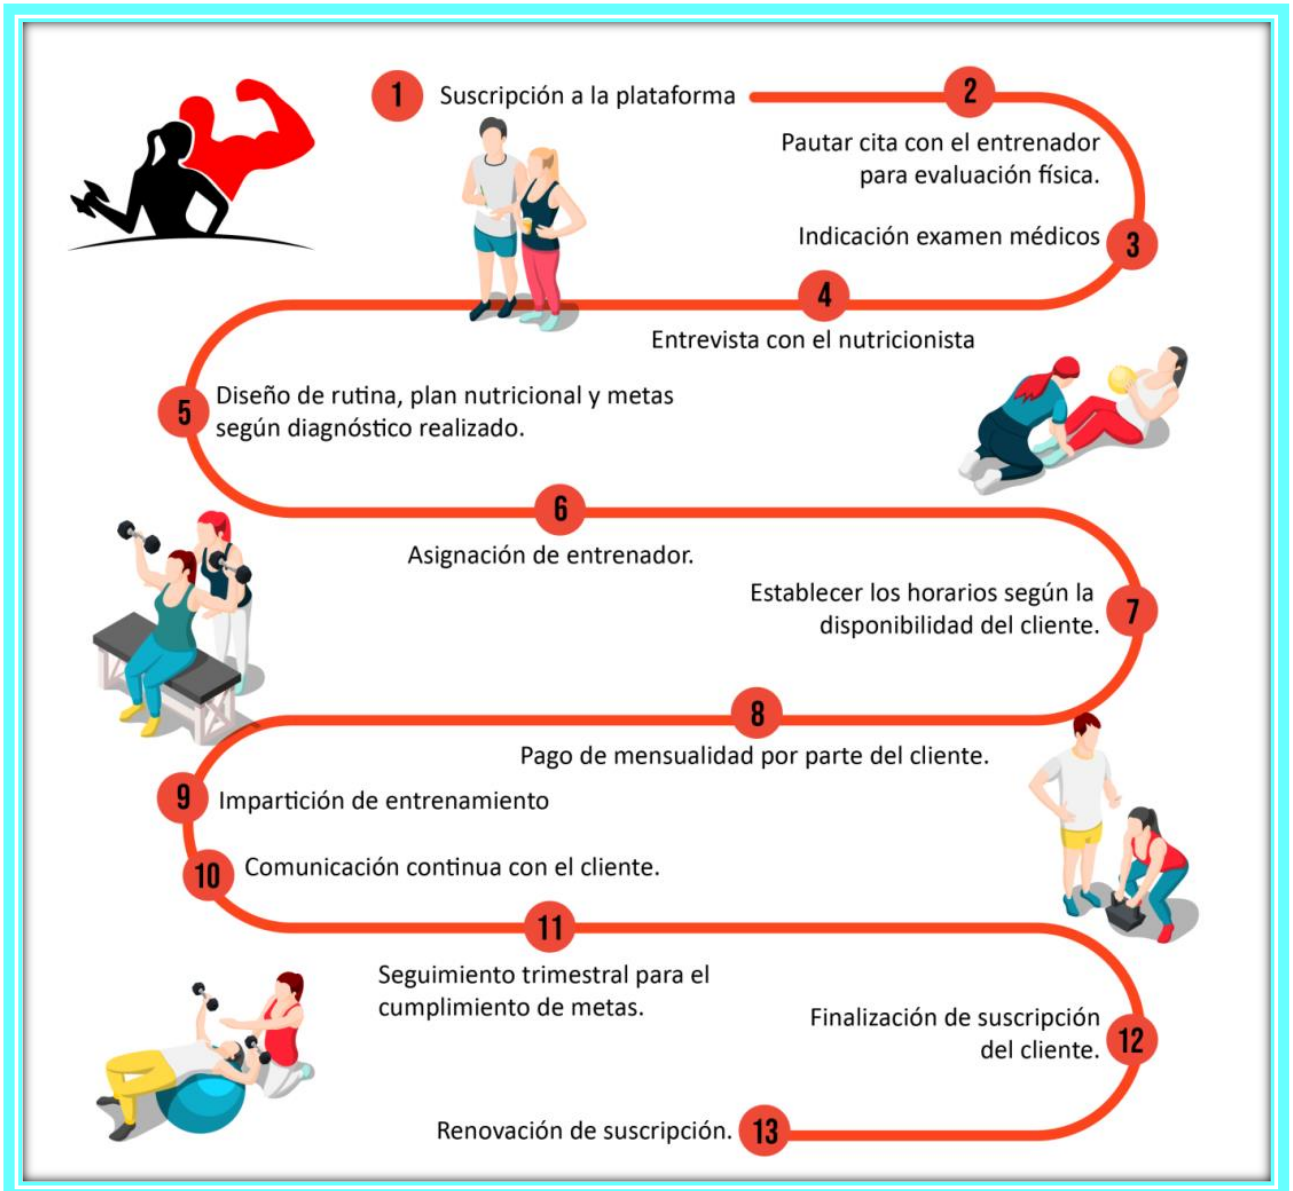 1
Suscripción a la plataforma
2
Pautar cita con el entrenador
para evaluación física.
Indicación examen médicos
3
4
Entrevista con el nutricionista
5
Diseño de rutina, plan nutricional y metas
según diagnóstico realizado.
6
Asignación de entrenador.
Establecer los horarios según la
disponibilidad del cliente.
7
8
Pago de mensualidad por parte del cliente.
9
Impartición de entrenamiento
10
Comunicación continua con el cliente.
11
Seguimiento trimestral para el
cumplimiento de metas.
Finalización de suscripción
del cliente.
12
Renovación de suscripción.
13